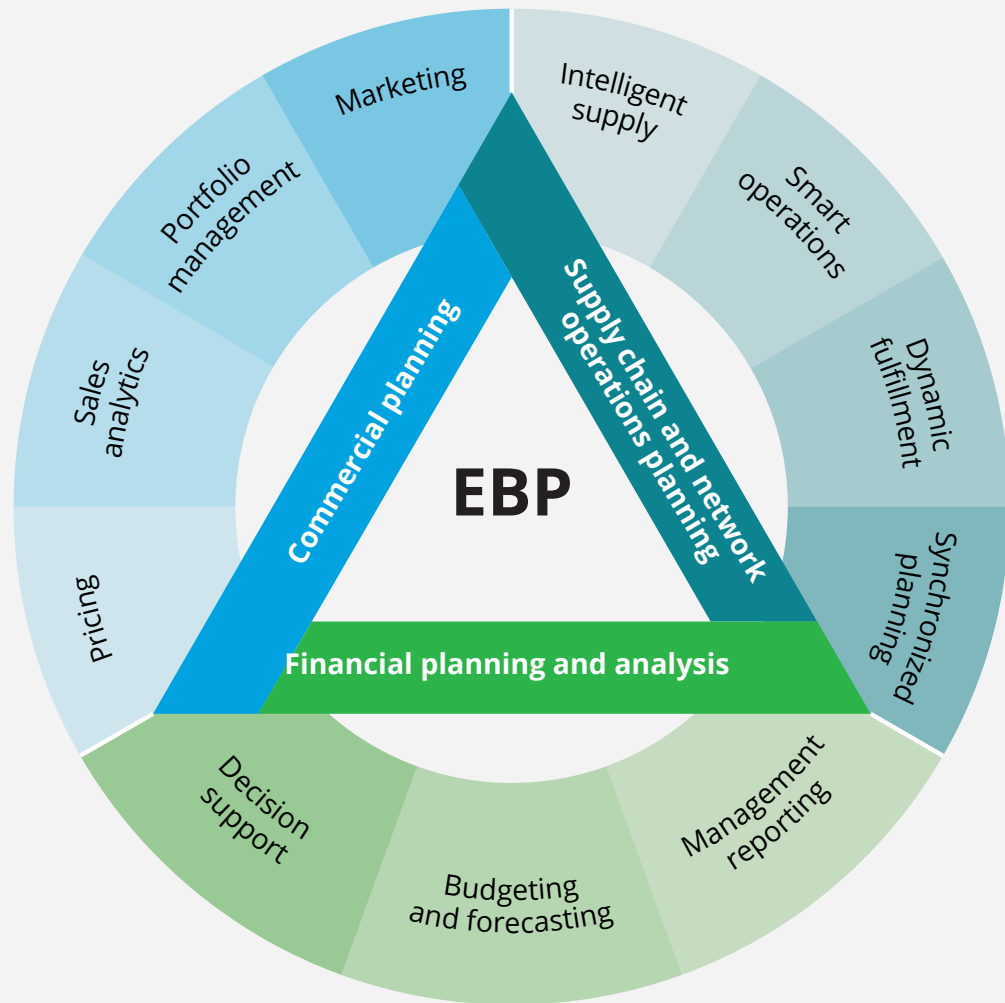 Marketing
Portfolio
management
Sales
analytics
Pricing
Intelligent
supply
Smart
operations
Dynamic
fulfillment
Synchronized
planning
Commercial planning
Supply chain and network
operations planning
EBP
Financial planning and analysis
Decision
support
Budgeting
and forecasting
Management
reporting